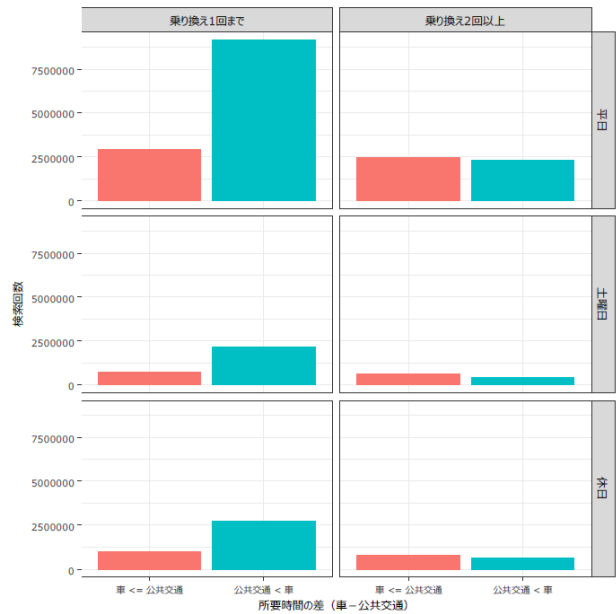 乗り換え1回まで
乗り換え2回以上
7500000
5000000
2500000
0
平日
7500000
5000000
2500000
0
土曜日
7500000
5000000
2500000
0
休日
検索回数
車 <= 公共交通
公共交通 < 車
車 <= 公共交通
公共交通 < 車
所要時間の差（車－公共交通）